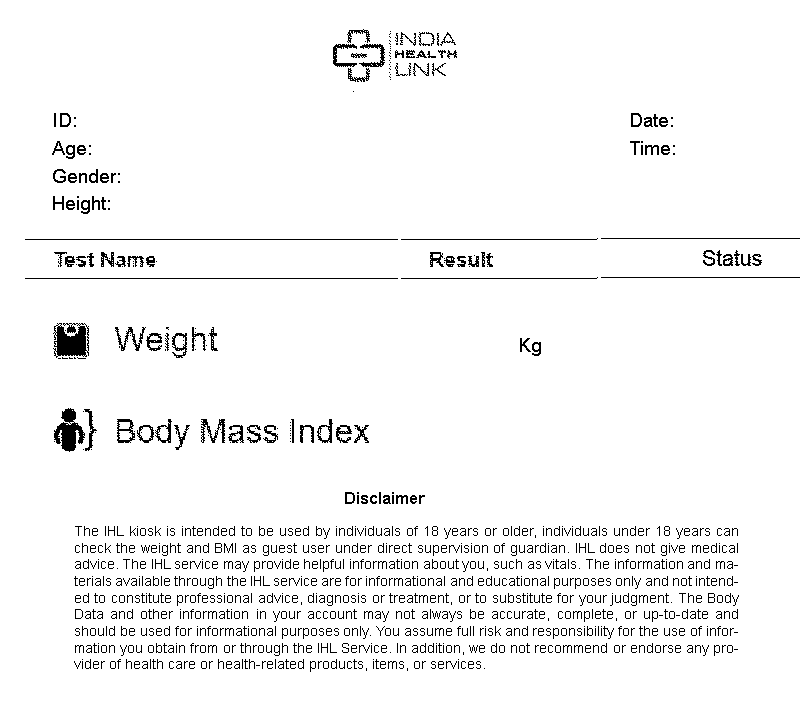 INDIA
HEALTH
LINK
ID:
Date:
Age:
Time:
Gender:
Height:
Test Name Result Status
Weight Kg
Body Mass Index
Disclaimer
The IHL kiosk is intended to be used by individuals of 18 years or older, individuals under 18 years can
check the weight and BMI as guest user under direct supervision of guardian. IHL does not give medical
advice. The IHL service may provide helpful information about you, such as vitals. The information and ma-
terials available through the IHL service are for informational and educational purposes only and not intend-
ed to constitute professional advice, diagnosis or treatment, or to substitute for your judgment. The Body
Data and other information in your account may not always be accurate, complete, or up-to-date and
should be used for informational purposes only. You assume full risk and responsibility for the use of infor-
mation you obtain from or through the IHL Service. In addition, we do not recommend or endorse any pro-
vider of health care or health-related products, items, or services.